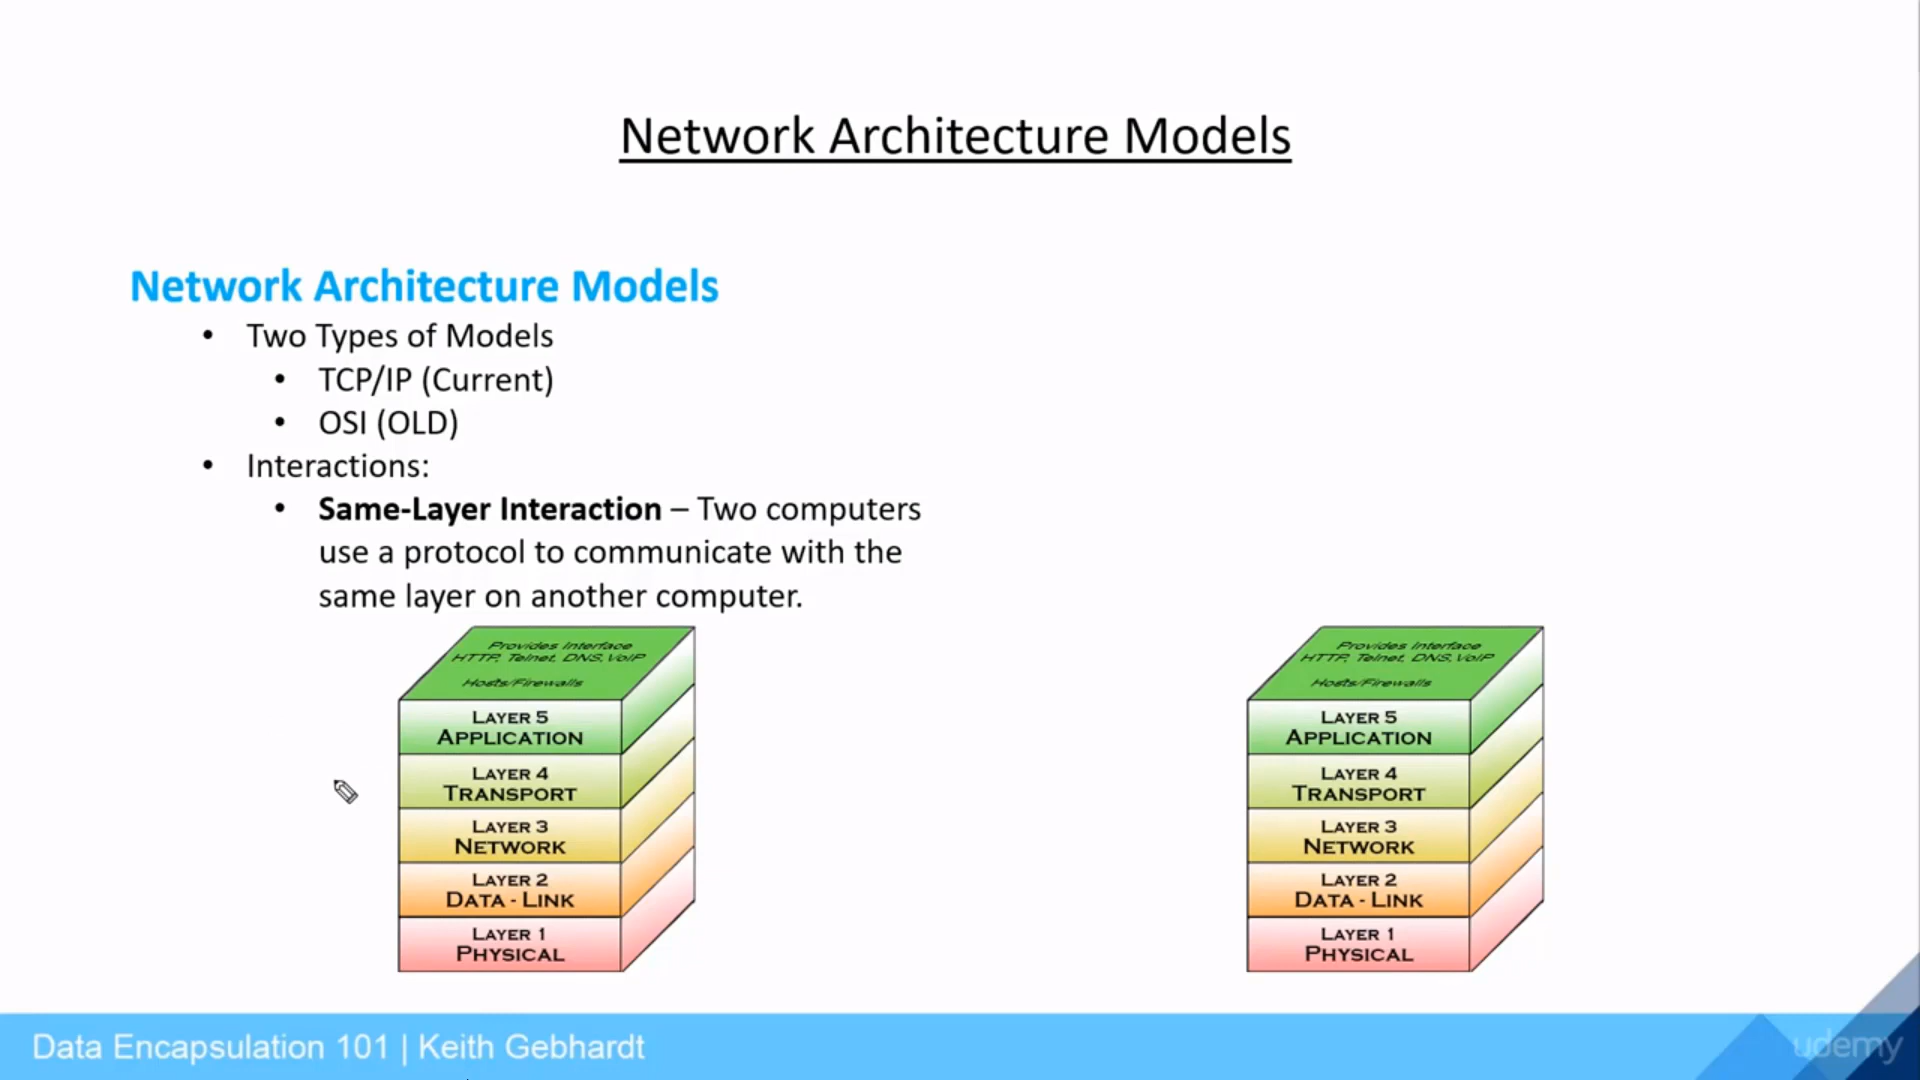 Network Architecture Models
Network Architecture Models
• Two Types of Models
• TCP/IP (Current)
• OSI (OLD)
• Interactions:
• Same-Layer Interaction – Two computers
use a protocol to communicate with the
same layer on another computer.
Provides Interface
HTTP, Telnet, DNS, VoIP
Hosts/Firewalls
LAYER 5
APPLICATION
LAYER 4
TRANSPORT
LAYER 3
NETWORK
LAYER 2
DATA - LINK
LAYER 1
PHYSICAL
Provides Interface
HTTP, Telnet, DNS, VoIP
Hosts/Firewalls
LAYER 5
APPLICATION
LAYER 4
TRANSPORT
LAYER 3
NETWORK
LAYER 2
DATA - LINK
LAYER 1
PHYSICAL
Data Encapsulation 101 | Keith Gebhardt
udemy